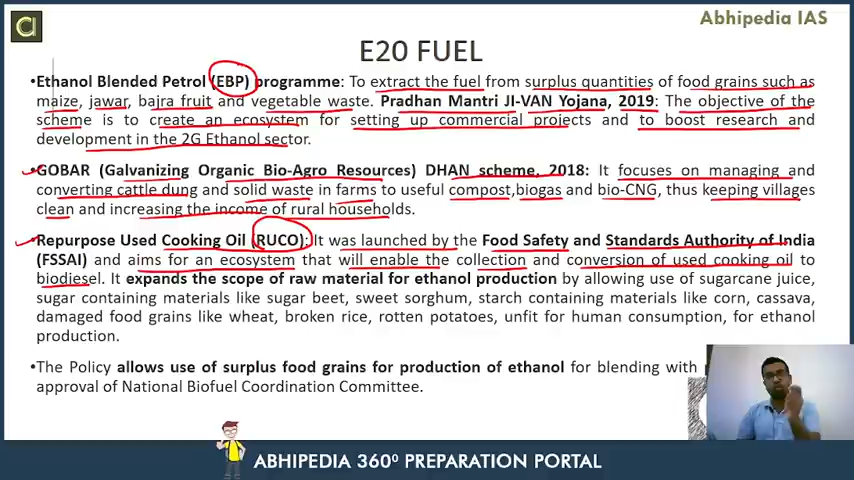 Abhipedia IAS
a
E20 FUEL
•Ethanol Blended Petrol (EBP) programme: To extract the fuel from surplus quantities of food grains such as
maize, jawar, bajra fruit and vegetable waste. Pradhan Mantri JI-VAN Yojana, 2019: The objective of the
scheme is to create an ecosystem for setting up commercial projects and to boost research and
development in the 2G Ethanol sector.
•GOBAR (Galvanizing Organic Bio-Agro Resources) DHAN scheme, 2018: It focuses on managing and
converting cattle dung and solid waste in farms to useful compost,biogas and bio-CNG, thus keeping villages
clean and increasing the income of rural households.
•Repurpose Used Cooking Oil (RUCO): It was launched by the Food Safety and Standards Authority of India
(FSSAI) and aims for an ecosystem that will enable the collection and conversion of used cooking oil to
biodiesel. It expands the scope of raw material for ethanol production by allowing use of sugarcane juice,
sugar containing materials like sugar beet, sweet sorghum, starch containing materials like corn, cassava,
damaged food grains like wheat, broken rice, rotten potatoes, unfit for human consumption, for ethanol
production.
•The Policy allows use of surplus food grains for production of ethanol for blending with
approval of National Biofuel Coordination Committee.
ABHIPEDIA 360⁰ PREPARATION PORTAL